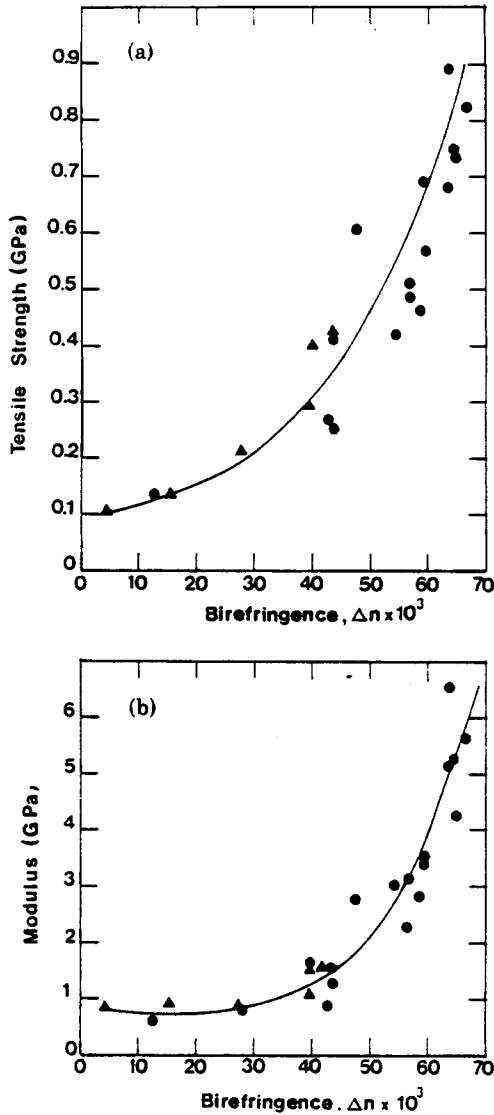 (a)
0.9
0.8
0.7
0.6
0.5
0.4
0.3
0.2
0.1
0
Tensile Strength (GPa)
0 10 20 30 40 50 60 70
Birefringence, Δn x 10³
(b)
6
5
4
3
2
1
0
Modulus (GPa,
0 10 20 30 40 50 60 70
Birefringence. Δn x 10³